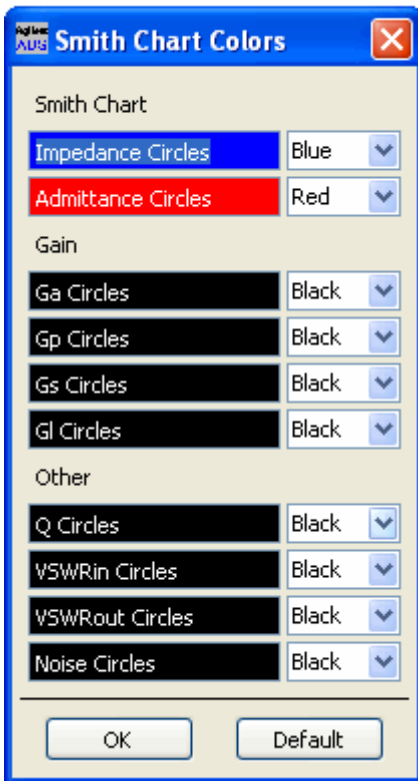 Agilent
ADS
Smith Chart Colors
Smith Chart
Impedance Circles Blue
Admittance Circles Red
Gain
Ga Circles Black
Gp Circles Black
Gs Circles Black
Gl Circles Black
Other
Q Circles Black
VSWRin Circles Black
VSWRout Circles Black
Noise Circles Black
OK Default